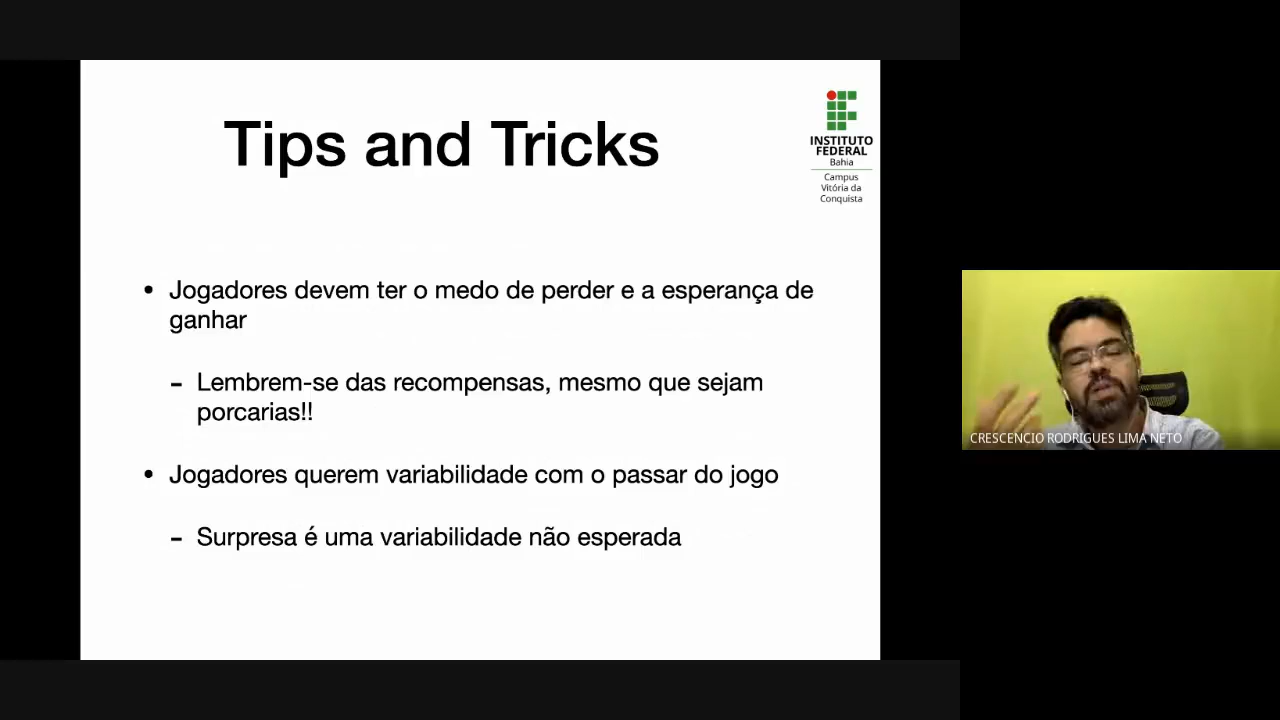 Tips and Tricks
INSTITUTO
FEDERAL
Bahia
Campus
Vitória da
Conquista
• Jogadores devem ter o medo de perder e a esperança de
ganhar
– Lembrem-se das recompensas, mesmo que sejam
porcarias!!
• Jogadores querem variabilidade com o passar do jogo
– Surpresa é uma variabilidade não esperada
CRESCENCIO RODRIGUES LIMA NETO